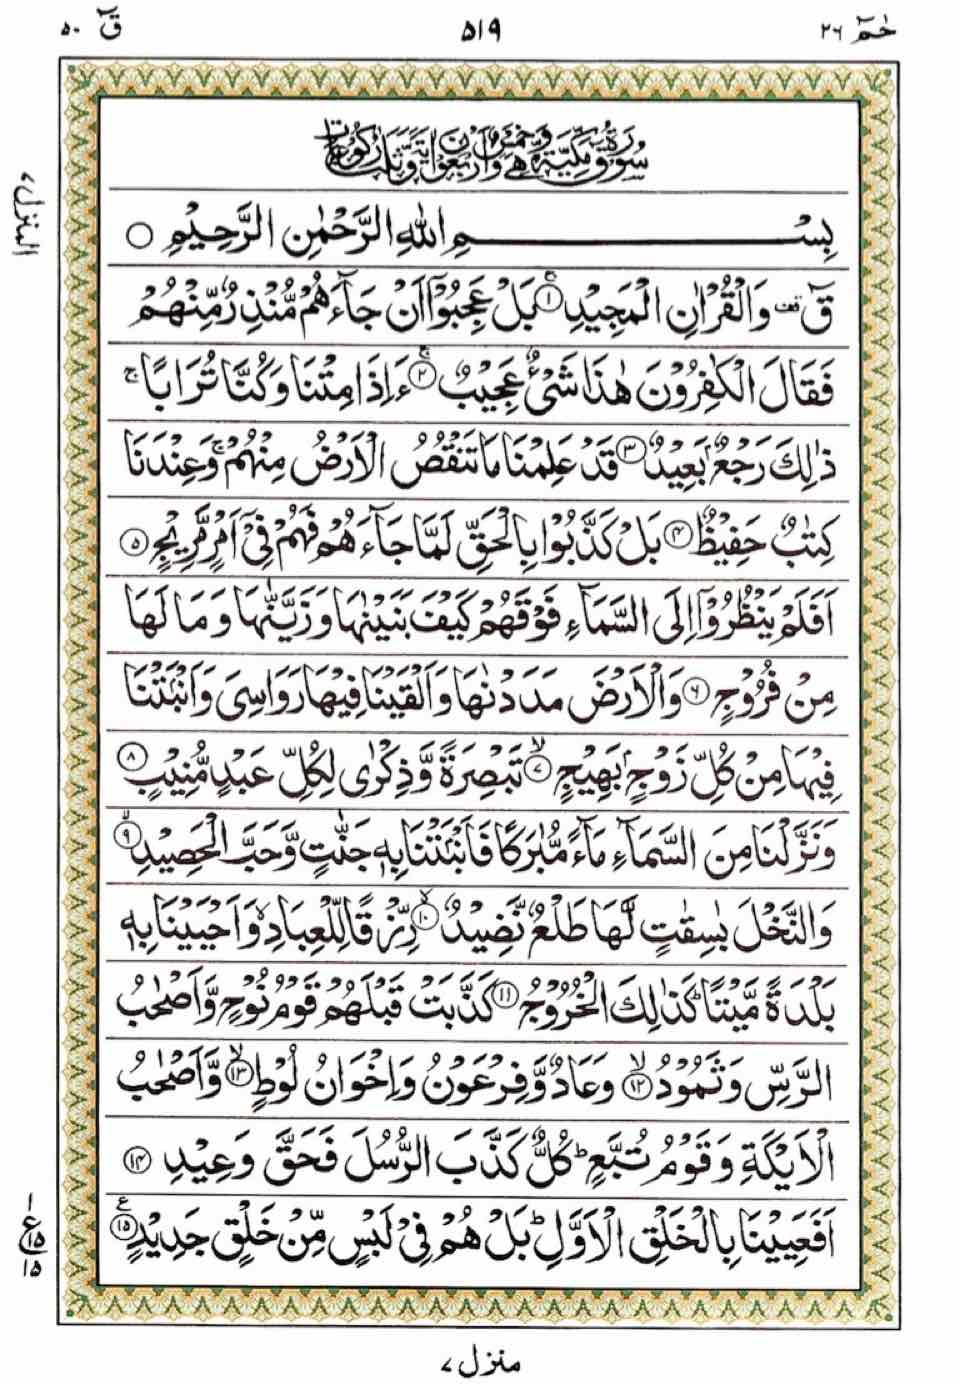 حٰمٓ ٢٦
٥١٩
قٓ ٥٠
سُوْرَةُ قٓ مَكِّيَّةٌ وَّهِيَ خَمْسٌ وَّاَرْبَعُوْنَ اٰيَةً وَّثَلٰثُ رُكُوْعَاتٍ
المنزل ٧
بِسْمِ اللّٰهِ الرَّحْمٰنِ الرَّحِيْمِ ○
قٓ ۚ وَالْقُرْاٰنِ الْمَجِيْدِ ۚ﴿١﴾ بَلْ عَجِبُوْۤا اَنْ جَآءَهُمْ مُّنْذِرٌ مِّنْهُمْ
فَقَالَ الْكٰفِرُوْنَ هٰذَا شَيْءٌ عَجِيْبٌ ۚ﴿٢﴾ ءَاِذَا مِتْنَا وَكُنَّا تُرَابًا ۚ
ذٰلِكَ رَجْعٌۢ بَعِيْدٌ ﴿٣﴾ قَدْ عَلِمْنَا مَا تَنْقُصُ الْاَرْضُ مِنْهُمْ ۚ وَعِنْدَنَا
كِتٰبٌ حَفِيْظٌ ﴿٤﴾ بَلْ كَذَّبُوْا بِالْحَقِّ لَمَّا جَآءَهُمْ فَهُمْ فِيْۤ اَمْرٍ مَّرِيْجٍ ﴿٥﴾
اَفَلَمْ يَنْظُرُوْۤا اِلَى السَّمَآءِ فَوْقَهُمْ كَيْفَ بَنَيْنٰهَا وَزَيَّنّٰهَا وَمَا لَهَا
مِنْ فُرُوْجٍ ﴿٦﴾ وَالْاَرْضَ مَدَدْنٰهَا وَاَلْقَيْنَا فِيْهَا رَوَاسِيَ وَاَنْۢبَتْنَا
فِيْهَا مِنْ كُلِّ زَوْجٍۭ بَهِيْجٍ ۙ﴿٧﴾ تَبْصِرَةً وَّذِكْرٰى لِكُلِّ عَبْدٍ مُّنِيْبٍ ﴿٨﴾
وَنَزَّلْنَا مِنَ السَّمَآءِ مَآءً مُّبٰرَكًا فَاَنْۢبَتْنَا بِهٖ جَنّٰتٍ وَّحَبَّ الْحَصِيْدِ ۙ﴿٩﴾
وَالنَّخْلَ بٰسِقٰتٍ لَّهَا طَلْعٌ نَّضِيْدٌ ۙ﴿١٠﴾ رِّزْقًا لِّلْعِبَادِ ۙ وَاَحْيَيْنَا بِهٖ
بَلْدَةً مَّيْتًا ؕ كَذٰلِكَ الْخُرُوْجُ ﴿١١﴾ كَذَّبَتْ قَبْلَهُمْ قَوْمُ نُوْحٍ وَّاَصْحٰبُ
الرَّسِّ وَثَمُوْدُ ۙ﴿١٢﴾ وَعَادٌ وَّفِرْعَوْنُ وَاِخْوَانُ لُوْطٍ ۙ﴿١٣﴾ وَّاَصْحٰبُ
الْاَيْكَةِ وَقَوْمُ تُبَّعٍ ؕ كُلٌّ كَذَّبَ الرُّسُلَ فَحَقَّ وَعِيْدِ ﴿١٤﴾
اَفَعَيِيْنَا بِالْخَلْقِ الْاَوَّلِ ؕ بَلْ هُمْ فِيْ لَبْسٍ مِّنْ خَلْقٍ جَدِيْدٍ ﴿١٥﴾ ع
١
ع ١٥
١٥
منزل ٧